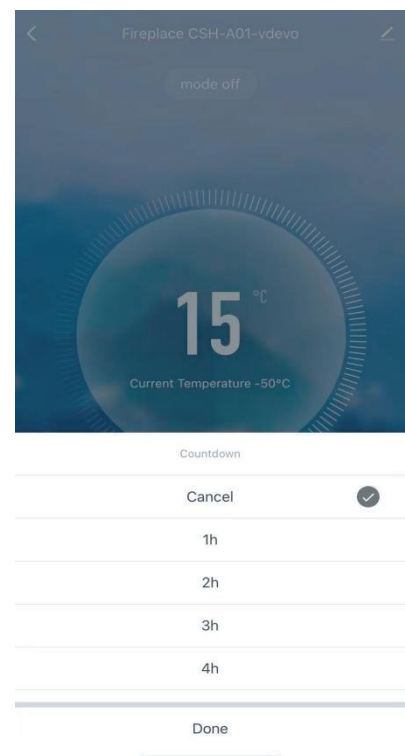 Fireplace CSH-A01-vdevo
mode off
15 °C
Current Temperature -50°C
Countdown
Cancel
1h
2h
3h
4h
Done